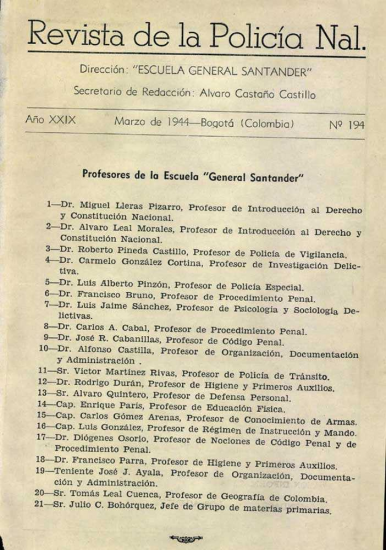 Revista de la Policía Nal.
Dirección: "ESCUELA GENERAL SANTANDER"
Secretario de Redacción: Alvaro Castaño Castillo
Año XXIX Marzo de 1944—Bogotá (Colombia) Nº 194
Profesores de la Escuela "General Santander"
1—Dr. Miguel Lleras Pizarro, Profesor de Introducción al Derecho
y Constitución Nacional.
2—Dr. Alvaro Leal Morales, Profesor de Introducción al Derecho y
Constitución Nacional.
3—Dr. Roberto Pineda Castillo, Profesor de Policía de Vigilancia.
4—Dr. Carmelo González Cortina, Profesor de Investigación Delic-
tiva.
5—Dr. Luis Alberto Pinzón, Profesor de Policía Especial.
6—Dr. Francisco Bruno, Profesor de Procedimiento Penal.
7—Dr. Luis Jaime Sánchez, Profesor de Psicología y Sociología De-
lictivas.
8—Dr. Carlos A. Cabal, Profesor de Procedimiento Penal.
9—Dr. José R. Cabanillas, Profesor de Código Penal.
10—Dr. Alfonso Castilla, Profesor de Organización, Documentación
y Administración .
11—Sr. Víctor Martínez Rivas, Profesor de Policía de Tránsito.
12—Dr. Rodrigo Durán, Profesor de Higiene y Primeros Auxilios.
13—Sr. Alvaro Quintero, Profesor de Defensa Personal.
14—Cap. Enrique París, Profesor de Educación Física.
15—Cap. Carlos Gómez Arenas, Profesor de Conocimiento de Armas.
16—Cap. Luis González, Profesor de Régimen de Instrucción y Mando.
17—Dr. Diógenes Osorio, Profesor de Nociones de Código Penal y de
Procedimiento Penal.
18—Dr. Francisco Parra, Profesor de Higiene y Primeros Auxilios.
19—Teniente José J. Ayala, Profesor de Organización, Documenta-
ción y Administración.
20—Sr. Tomás Leal Cuenca, Profesor de Geografía de Colombia.
21—Sr. Julio C. Bohórquez, Jefe de Grupo de materias primarias.